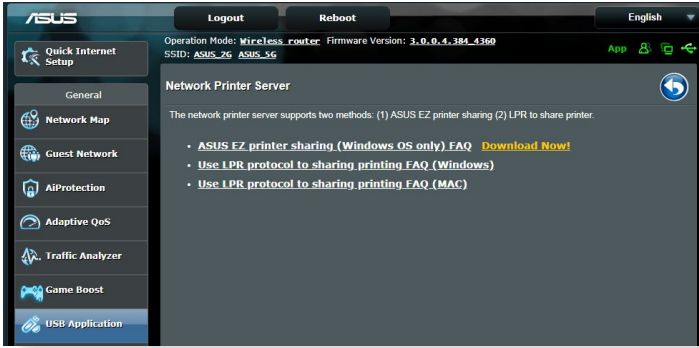 ASUS
Logout
Reboot
English
Quick Internet
Setup
Operation Mode: Wireless router Firmware Version: 3.0.0.4.384_4360
SSID: ASUS_2G ASUS_5G
App
General
Network Map
Guest Network
AiProtection
Adaptive QoS
Traffic Analyzer
Game Boost
USB Application
Network Printer Server
The network printer server supports two methods: (1) ASUS EZ printer sharing (2) LPR to share printer.
ASUS EZ printer sharing (Windows OS only) FAQ Download Now!
Use LPR protocol to sharing printing FAQ (Windows)
Use LPR protocol to sharing printing FAQ (MAC)